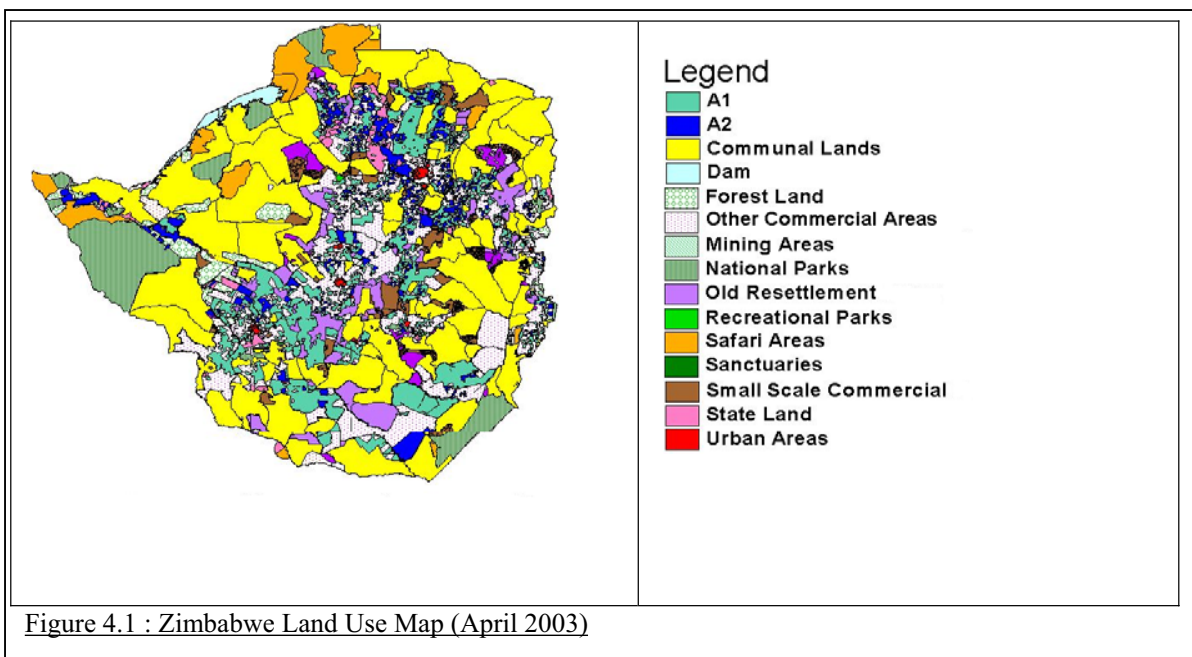 Legend
A1
A2
Communal Lands
Dam
Forest Land
Other Commercial Areas
Mining Areas
National Parks
Old Resettlement
Recreational Parks
Safari Areas
Sanctuaries
Small Scale Commercial
State Land
Urban Areas
Figure 4.1 : Zimbabwe Land Use Map (April 2003)